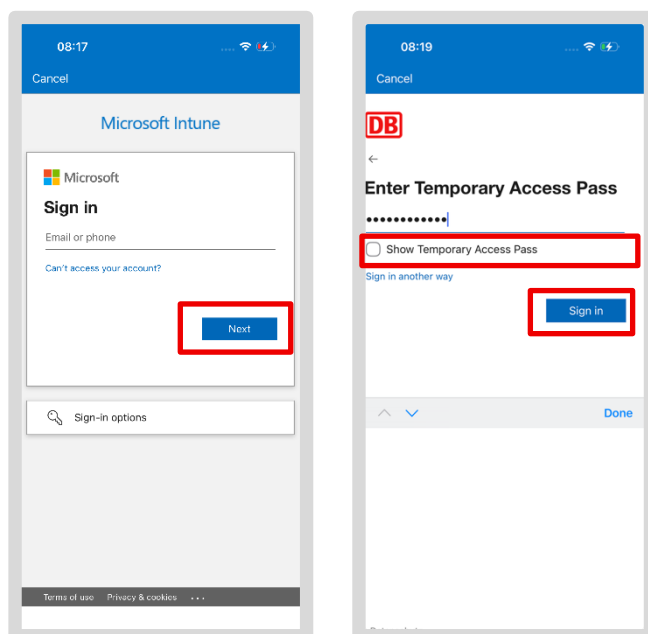 08:17
Cancel
Microsoft Intune
Microsoft
Sign in
Email or phone
Can't access your account?
Next
Sign-in options
Terms of use Privacy & cookies ...
08:19
Cancel
DB
Enter Temporary Access Pass
Show Temporary Access Pass
Sign in another way
Sign in
Done